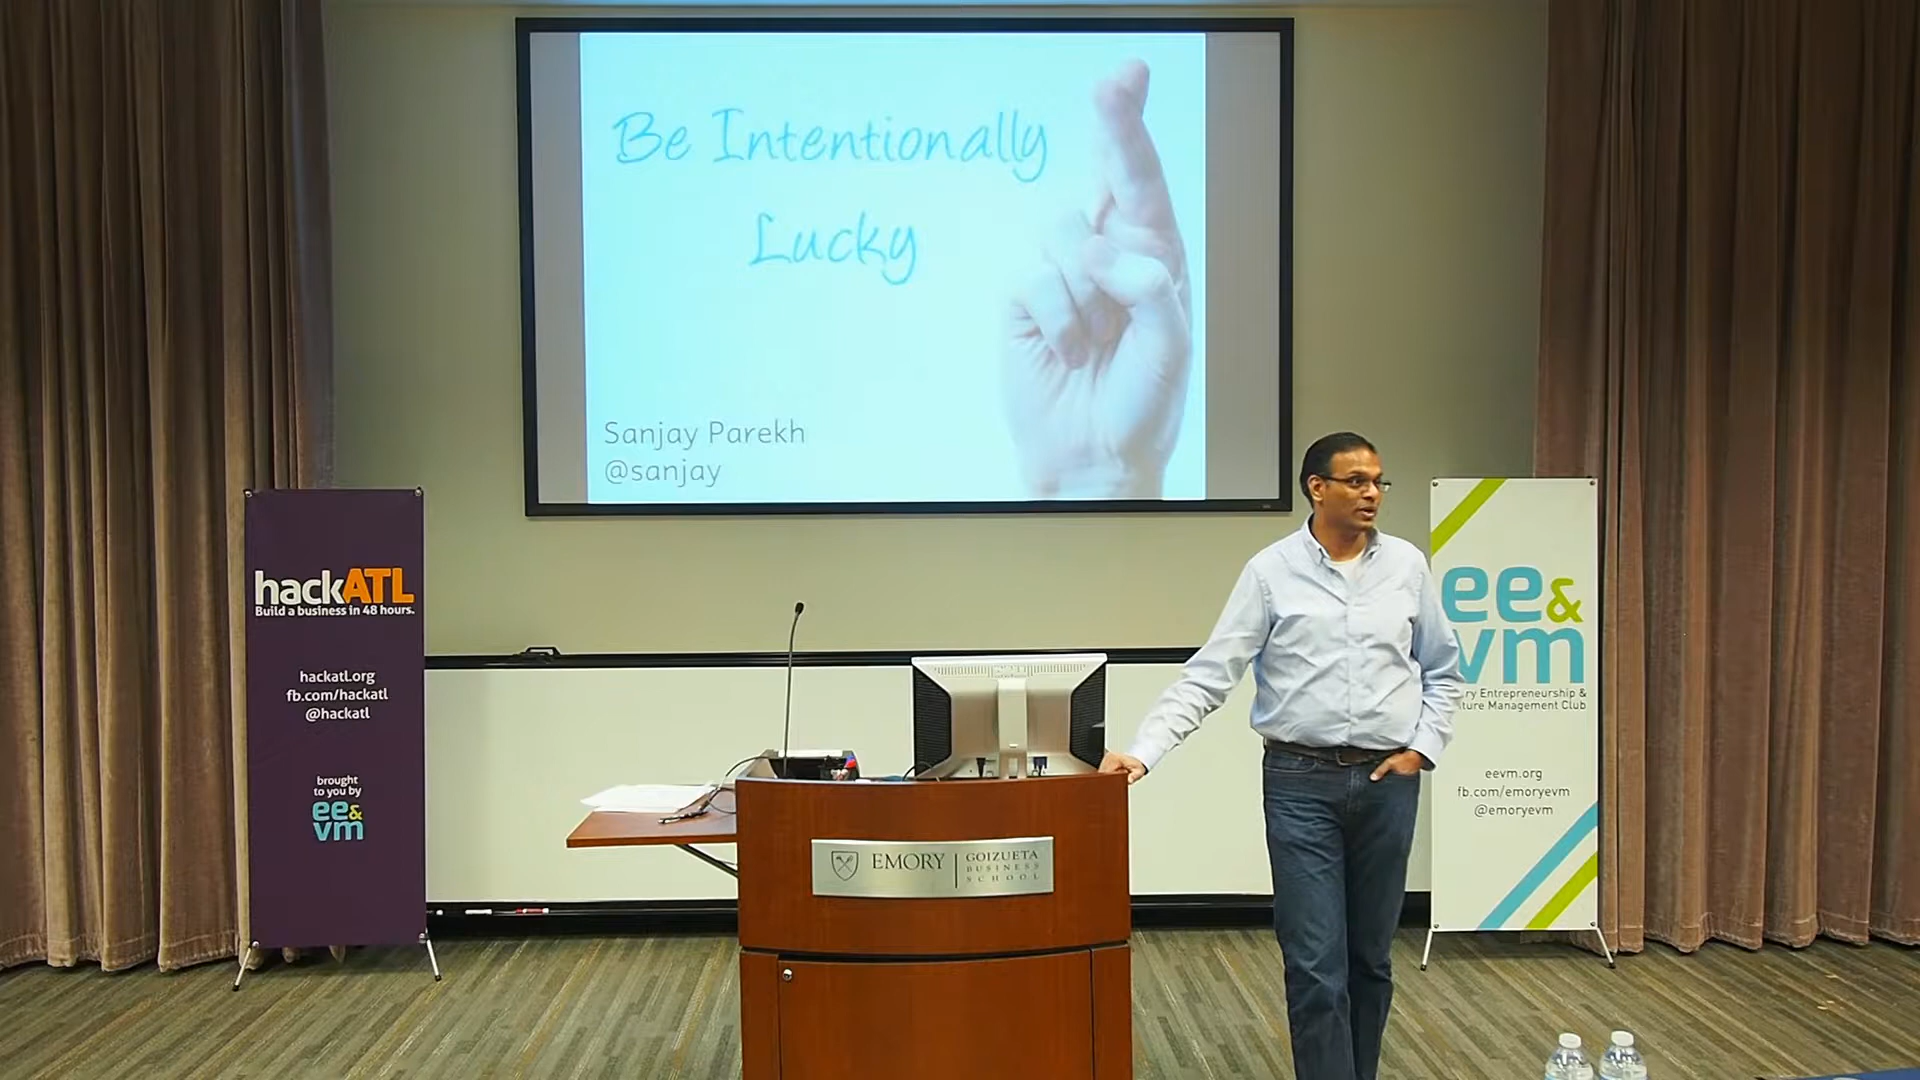 Be Intentionally
Lucky
Sanjay Parekh
@sanjay
hackATL
Build a business in 48 hours.
hackatl.org
fb.com/hackatl
@hackatl
brought
to you by
ee&
vm
EMORY
GOIZUETA
BUSINESS
SCHOOL
ee&
vm
Entrepreneurship &
Management Club
eevm.org
fb.com/emoryevm
@emoryevm